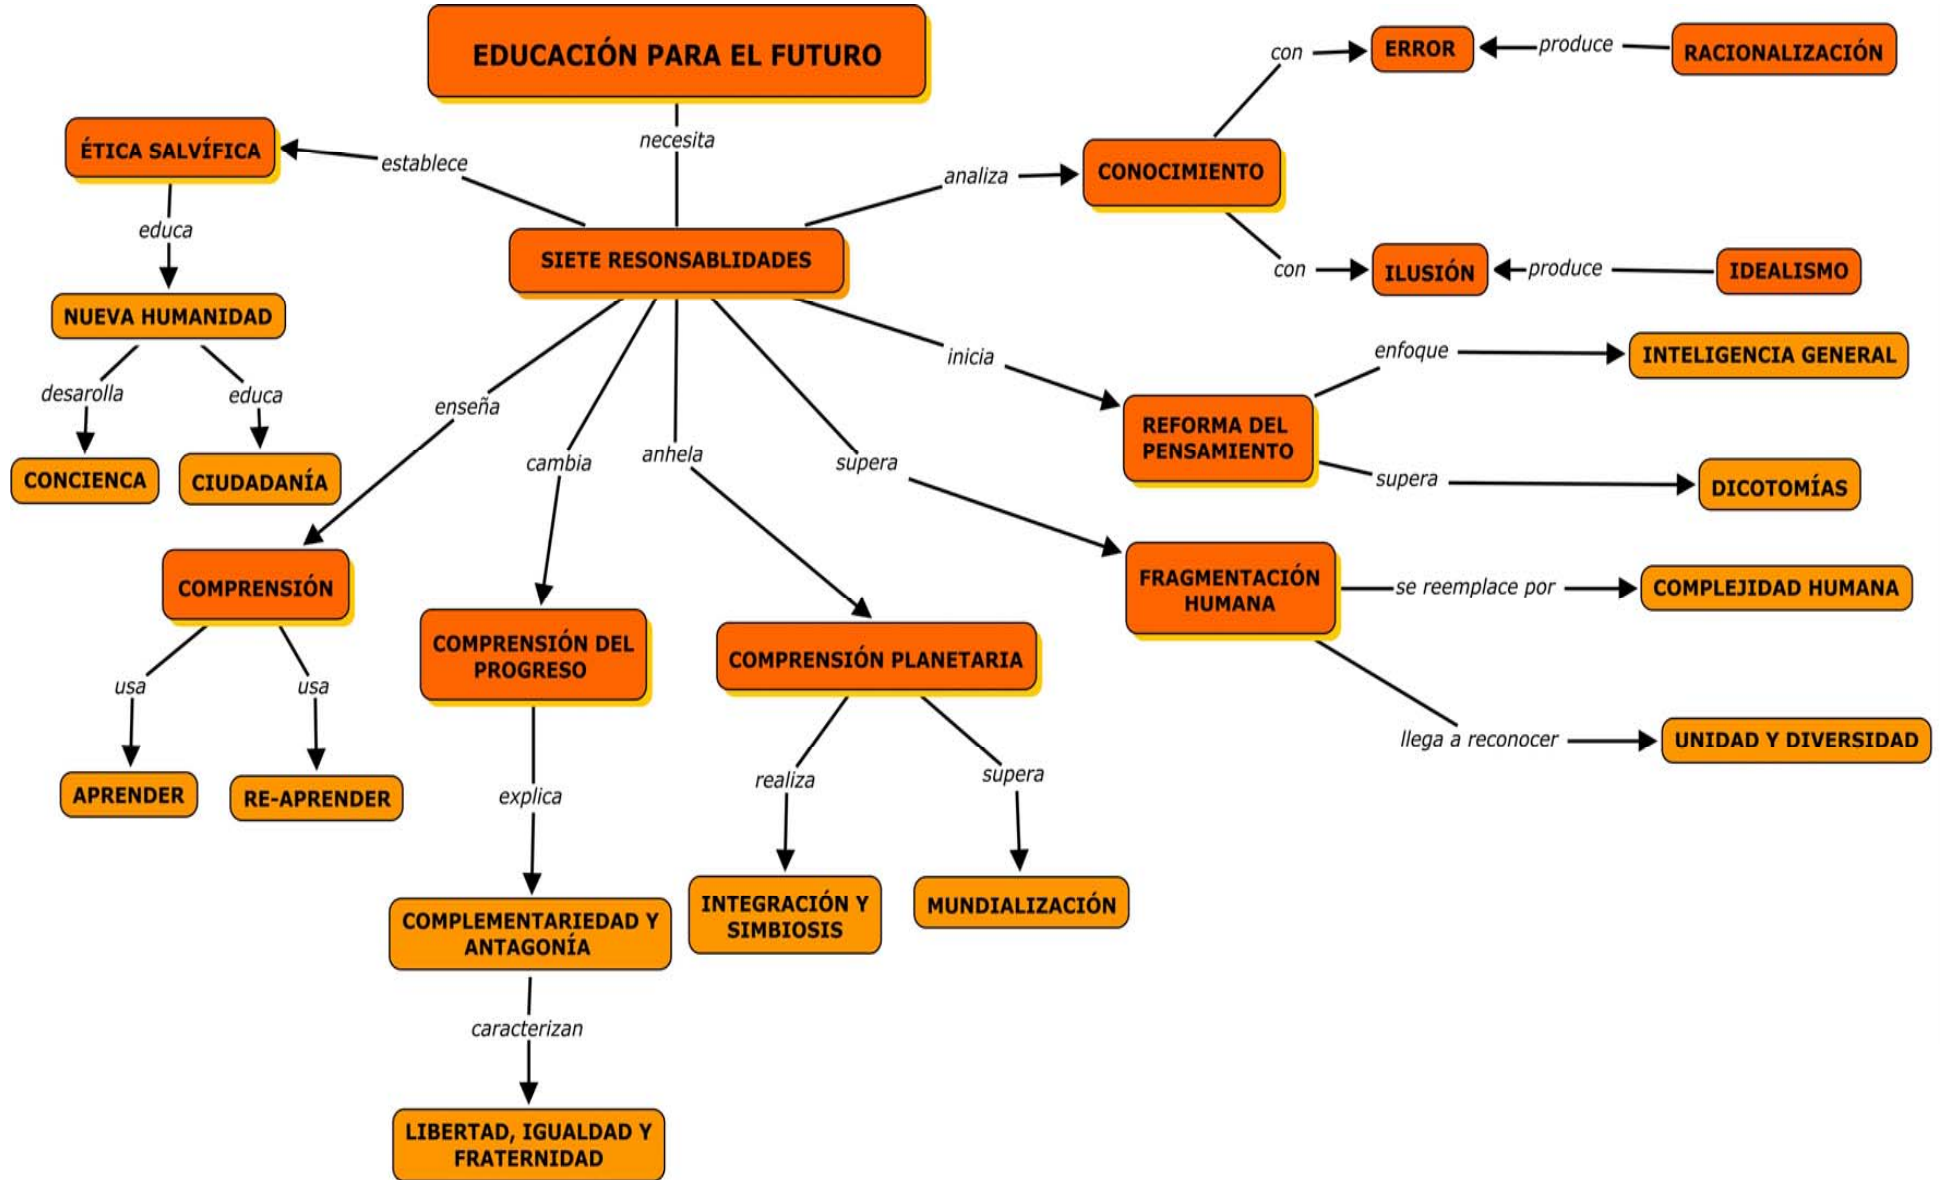 EDUCACIÓN PARA EL FUTURO
con
ERROR
produce
RACIONALIZACIÓN
necesita
ÉTICA SALVÍFICA
establece
analiza
CONOCIMIENTO
educa
SIETE RESONSABLIDADES
con
ILUSIÓN
produce
IDEALISMO
NUEVA HUMANIDAD
inicia
enfoque
INTELIGENCIA GENERAL
desarolla
educa
enseña
REFORMA DEL
PENSAMIENTO
cambia
anhela
supera
CONCIENCA
CIUDADANÍA
supera
DICOTOMÍAS
COMPRENSIÓN
FRAGMENTACIÓN
HUMANA
se reemplace por
COMPLEJIDAD HUMANA
COMPRENSIÓN DEL
PROGRESO
COMPRENSIÓN PLANETARIA
usa
usa
llega a reconocer
UNIDAD Y DIVERSIDAD
APRENDER
RE-APRENDER
explica
realiza
supera
COMPLEMENTARIEDAD Y
ANTAGONÍA
INTEGRACIÓN Y
SIMBIOSIS
MUNDIALIZACIÓN
caracterizan
LIBERTAD, IGUALDAD Y
FRATERNIDAD